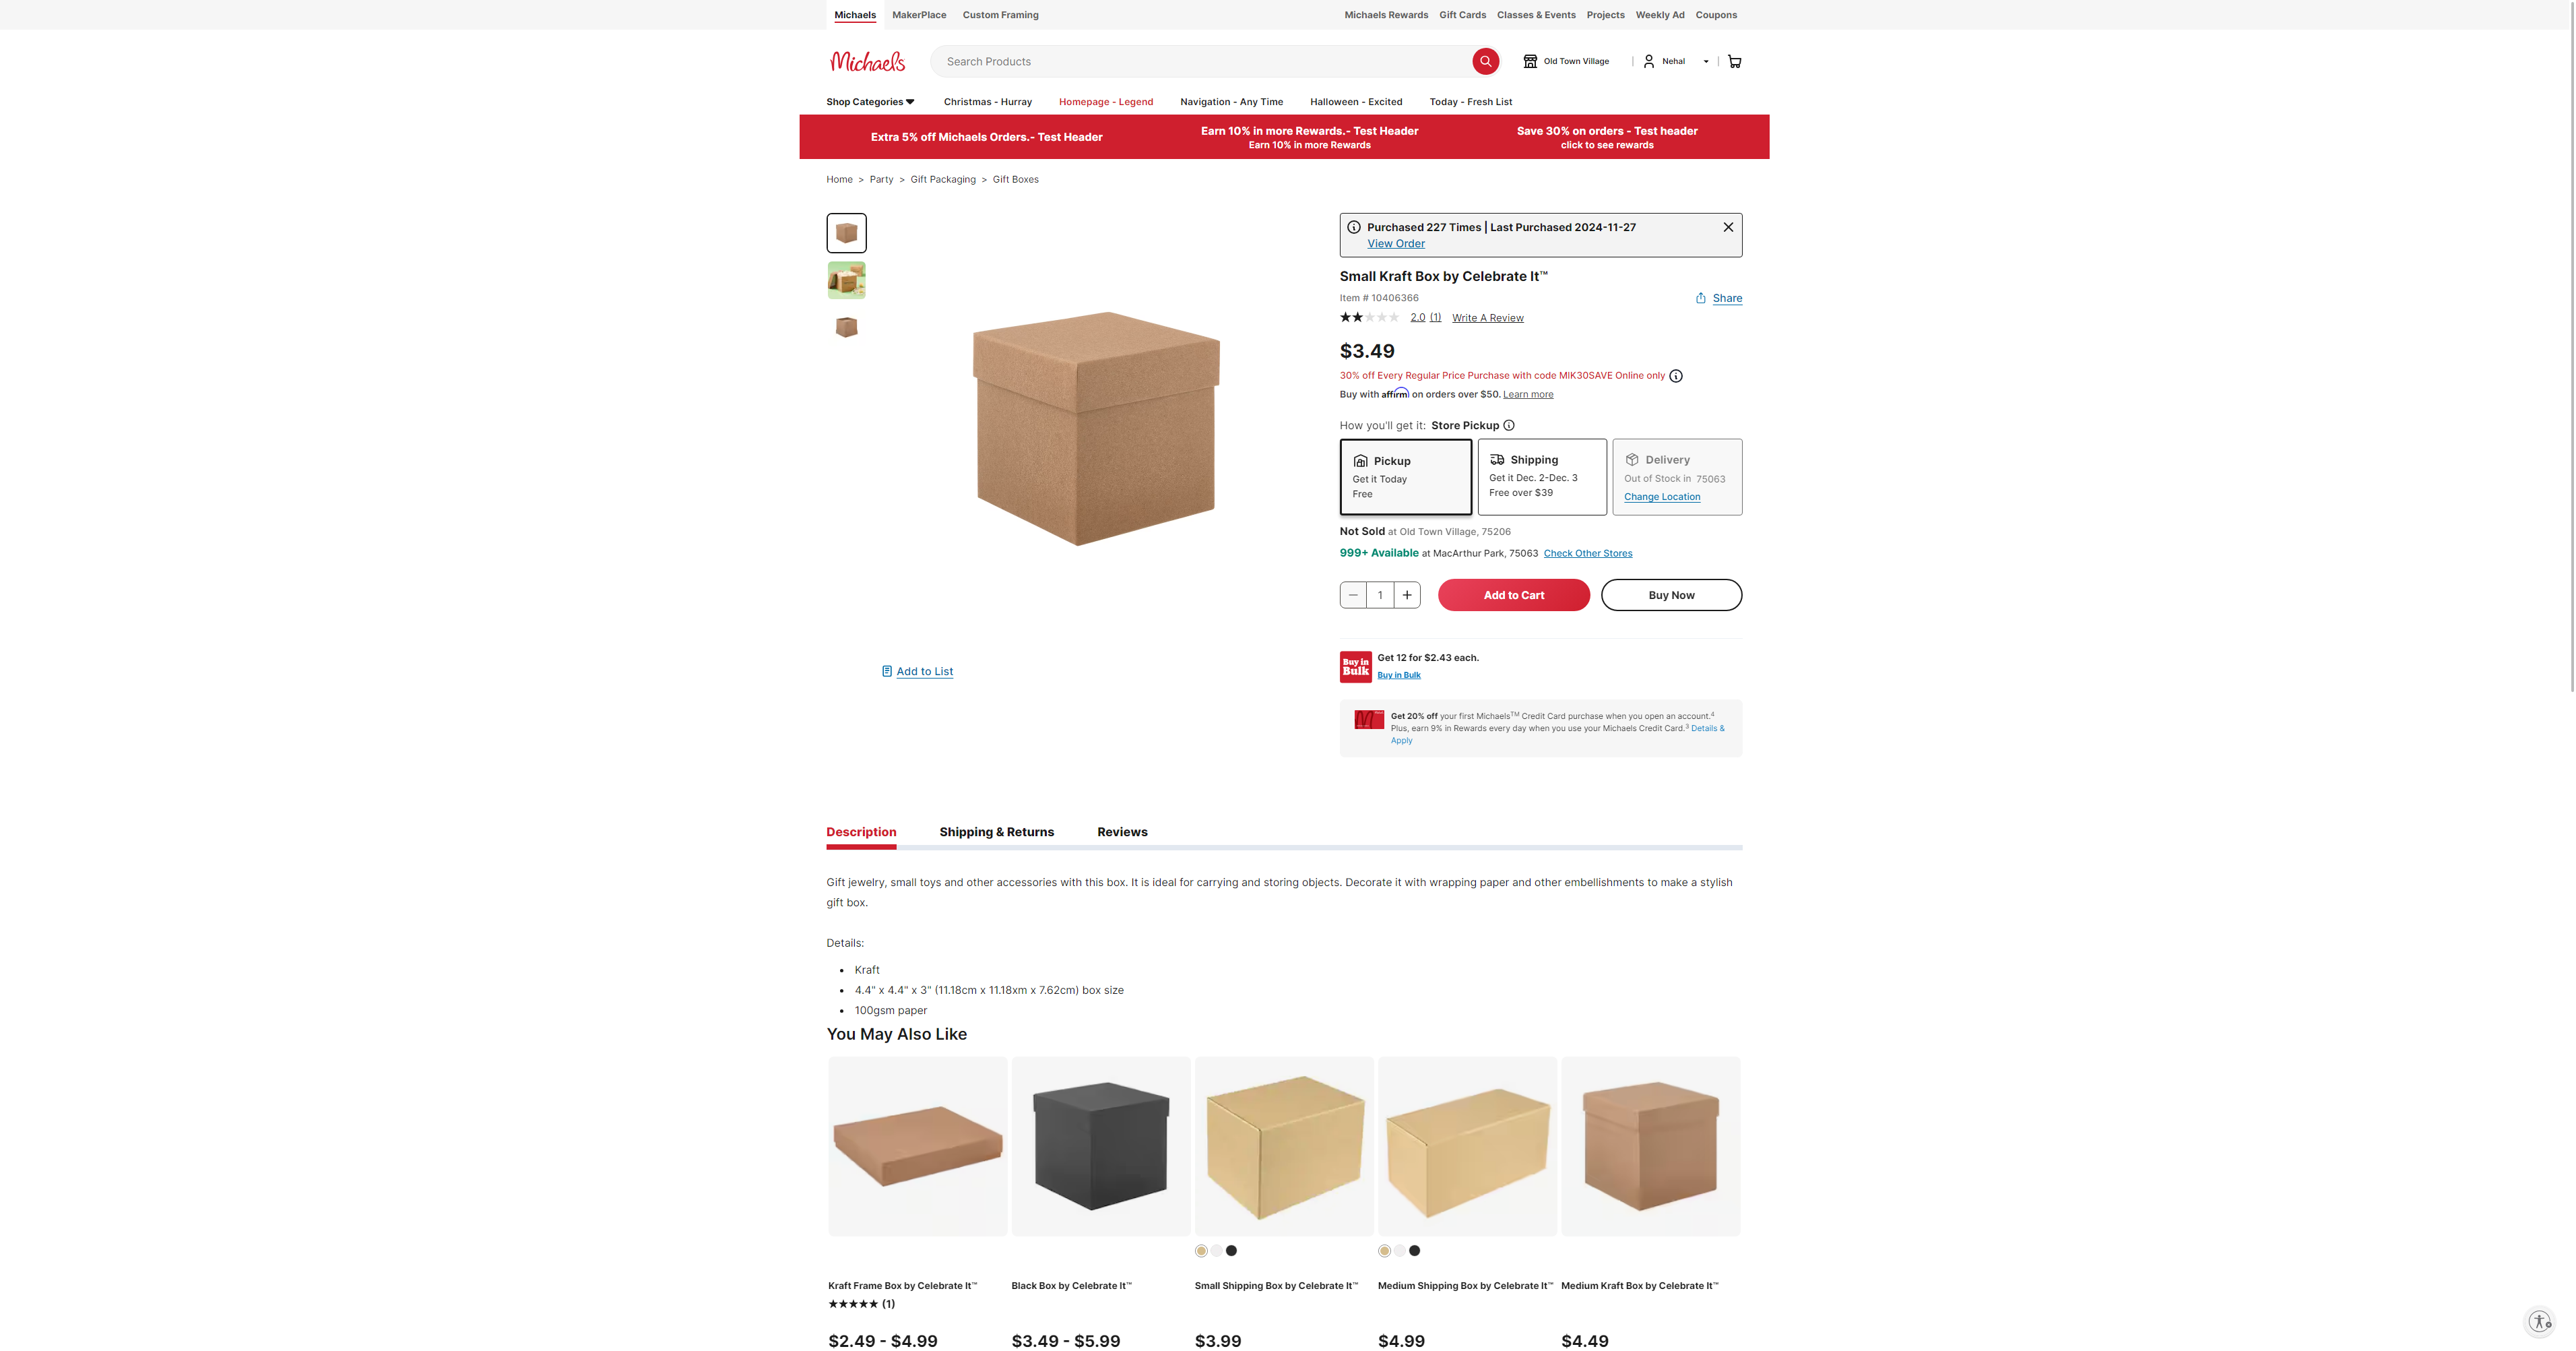 Michaels MakerPlace Custom Framing
Michaels Rewards Gift Cards Classes & Events Projects Weekly Ad Coupons
Michaels
Search Products
Old Town Village | Nehal |
Shop Categories Christmas - Hurray Homepage - Legend Navigation - Any Time Halloween - Excited Today - Fresh List
Extra 5% off Michaels Orders.- Test Header
Earn 10% in more Rewards.- Test Header
Earn 10% in more Rewards
Save 30% on orders - Test header
click to see rewards
Home > Party > Gift Packaging > Gift Boxes
Purchased 227 Times | Last Purchased 2024-11-27
View Order
Small Kraft Box by Celebrate It™
Item # 10406366
Share
2.0 (1) Write A Review
$3.49
30% off Every Regular Price Purchase with code MIK30SAVE Online only
Buy with affirm on orders over $50. Learn more
How you'll get it: Store Pickup
Pickup
Get it Today
Free
Shipping
Get it Dec. 2-Dec. 3
Free over $39
Delivery
Out of Stock in 75063
Change Location
Not Sold at Old Town Village, 75206
999+ Available at MacArthur Park, 75063 Check Other Stores
1
Add to Cart
Buy Now
Add to List
Buy in
Bulk
Get 12 for $2.43 each.
Buy in Bulk
Get 20% off your first Michaels™ Credit Card purchase when you open an account.⁴
Plus, earn 9% in Rewards every day when you use your Michaels Credit Card.³ Details &
Apply
Description Shipping & Returns Reviews
Gift jewelry, small toys and other accessories with this box. It is ideal for carrying and storing objects. Decorate it with wrapping paper and other embellishments to make a stylish
gift box.
Details:
• Kraft
• 4.4" x 4.4" x 3" (11.18cm x 11.18xm x 7.62cm) box size
• 100gsm paper
You May Also Like
Kraft Frame Box by Celebrate It™
★★★★★ (1)
$2.49 - $4.99
Black Box by Celebrate It™
$3.49 - $5.99
Small Shipping Box by Celebrate It™
$3.99
Medium Shipping Box by Celebrate It™
$4.99
Medium Kraft Box by Celebrate It™
$4.49